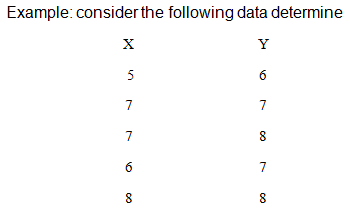 Example: consider the following data determine
X Y
5 6
7 7
7 8
6 7
8 8